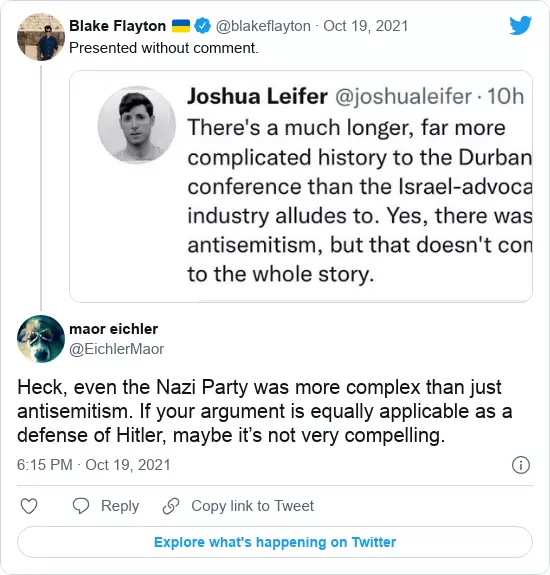 Blake Flayton @blakeflayton · Oct 19, 2021
Presented without comment.
Joshua Leifer @joshualeifer · 10h
There's a much longer, far more
complicated history to the Durban
conference than the Israel-advoca
industry alludes to. Yes, there was
antisemitism, but that doesn't con
to the whole story.
maor eichler
@EichlerMaor
Heck, even the Nazi Party was more complex than just
antisemitism. If your argument is equally applicable as a
defense of Hitler, maybe it's not very compelling.
6:15 PM · Oct 19, 2021
Reply Copy link to Tweet
Explore what's happening on Twitter